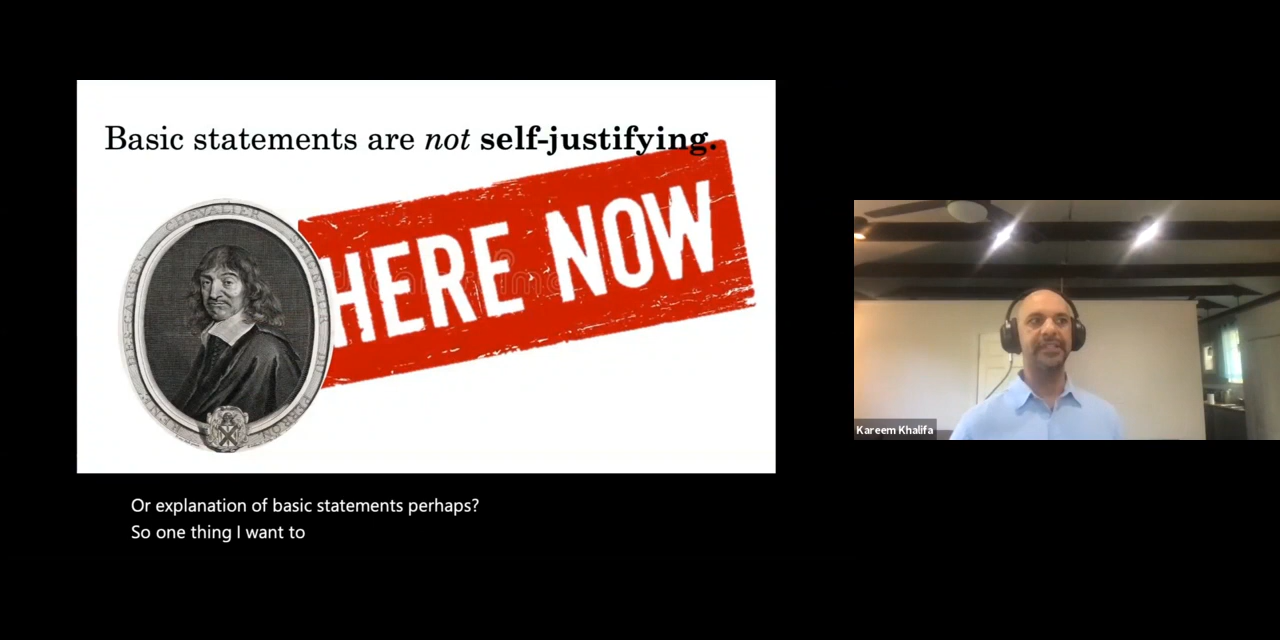 Basic statements are not self-justifying.
HERE NOW
Kareem Khalifa
Or explanation of basic statements perhaps?
So one thing I want to